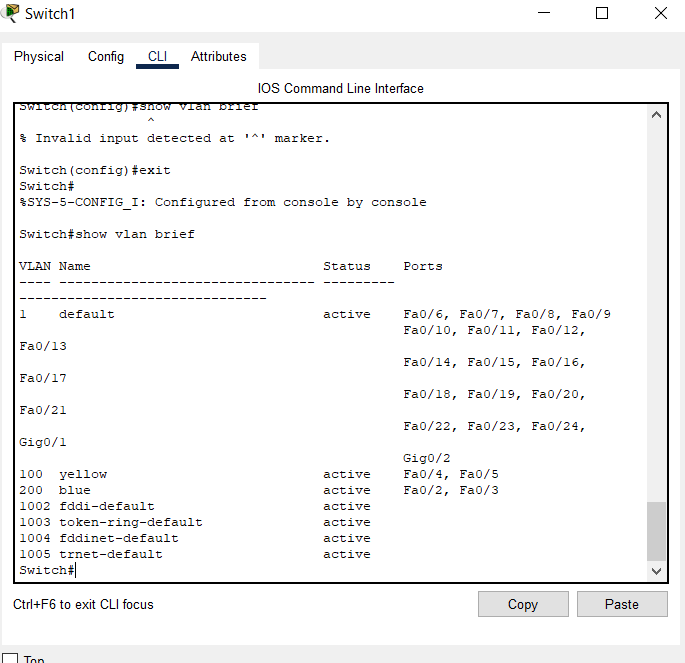 Switch1
Physical Config CLI Attributes
IOS Command Line Interface
Switch(config)#show vlan brief
^
% Invalid input detected at '^' marker.
Switch(config)#exit
Switch#
%SYS-5-CONFIG_I: Configured from console by console
Switch#show vlan brief
VLAN Name Status Ports
---- -------------------------------- ---------
-------------------------------
1 default active Fa0/6, Fa0/7, Fa0/8, Fa0/9
Fa0/10, Fa0/11, Fa0/12,
Fa0/13
Fa0/14, Fa0/15, Fa0/16,
Fa0/17
Fa0/18, Fa0/19, Fa0/20,
Fa0/21
Fa0/22, Fa0/23, Fa0/24,
Gig0/1
Gig0/2
100 yellow active Fa0/4, Fa0/5
200 blue active Fa0/2, Fa0/3
1002 fddi-default active
1003 token-ring-default active
1004 fddinet-default active
1005 trnet-default active
Switch#
Ctrl+F6 to exit CLI focus
Copy
Paste
Top